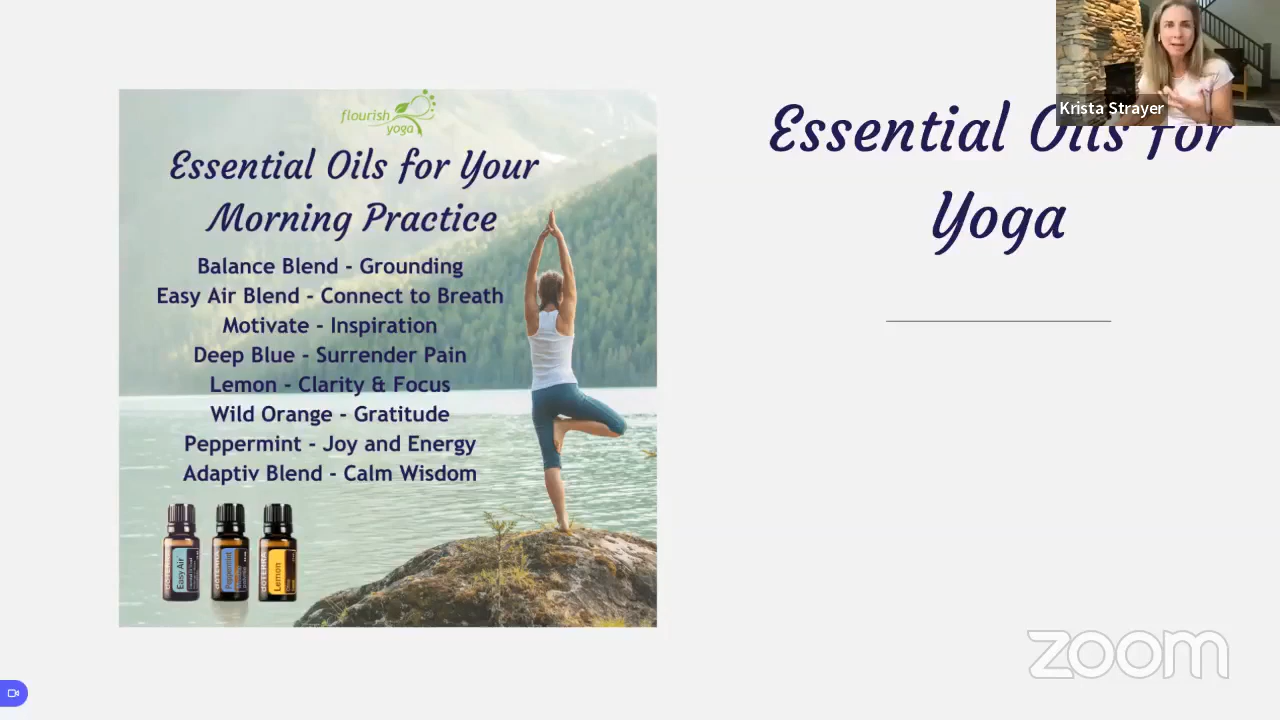 flourish
yoga
Essential Oils for Your
Morning Practice
Balance Blend - Grounding
Easy Air Blend - Connect to Breath
Motivate - Inspiration
Deep Blue - Surrender Pain
Lemon - Clarity & Focus
Wild Orange - Gratitude
Peppermint - Joy and Energy
Adaptiv Blend - Calm Wisdom
Easy Air
DOTERRA
Peppermint
DOTERRA
Lemon
Krista Strayer
Essential Oils for
Yoga
zoom